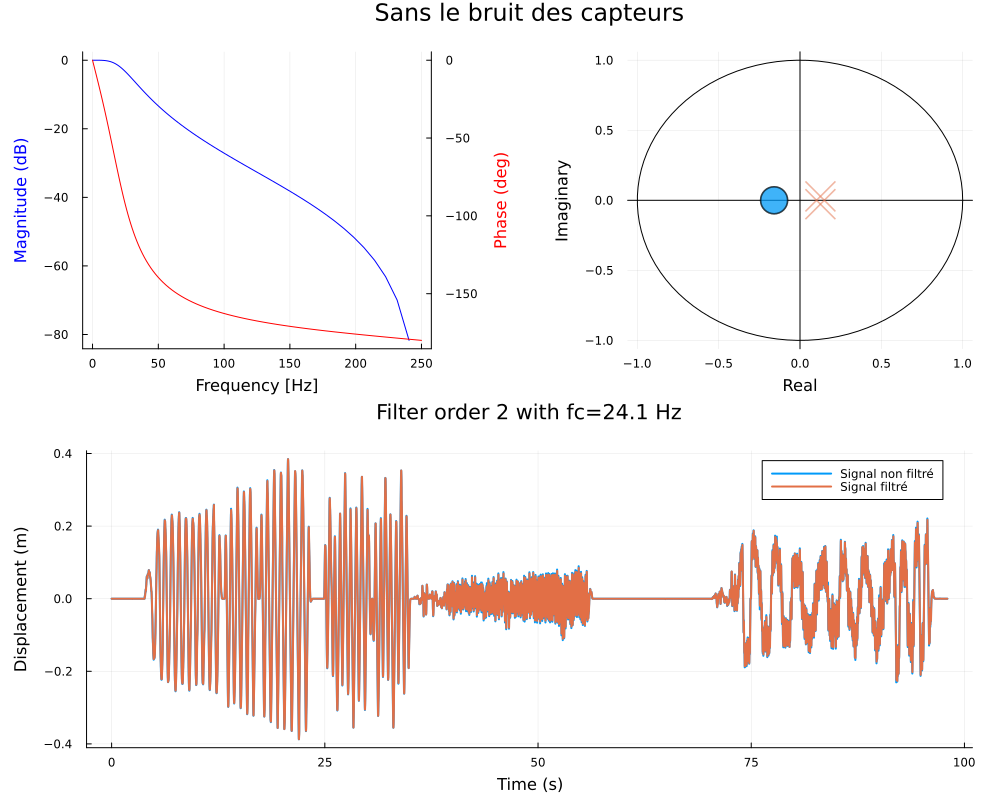 Sans le bruit des capteurs
0
−20
−40
−60
−80
Magnitude (dB)
0
−50
−100
−150
Phase (deg)
0 50 100 150 200 250
Frequency [Hz]
1.0
0.5
0.0
−0.5
−1.0
Imaginary
−1.0 −0.5 0.0 0.5 1.0
Real
Filter order 2 with fc=24.1 Hz
0.4
0.2
0.0
−0.2
−0.4
Displacement (m)
Signal non filtré
Signal filtré
0 25 50 75 100
Time (s)